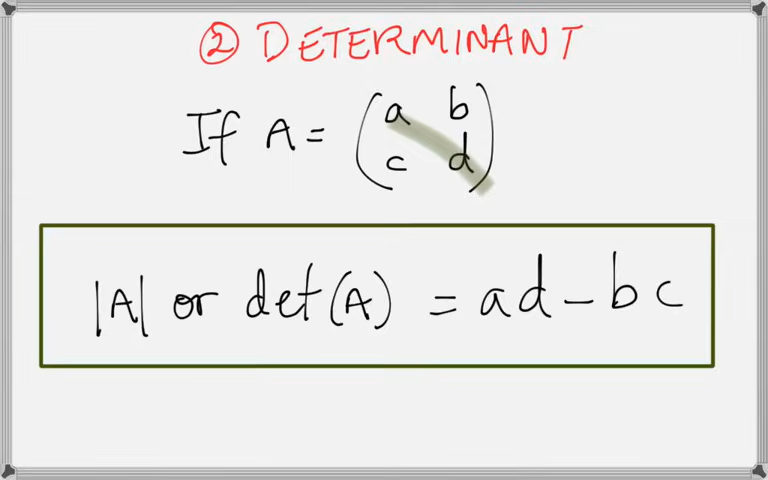 ② DETERMINANT
If A = (a b
c d)
|A| or det(A) = ad - bc